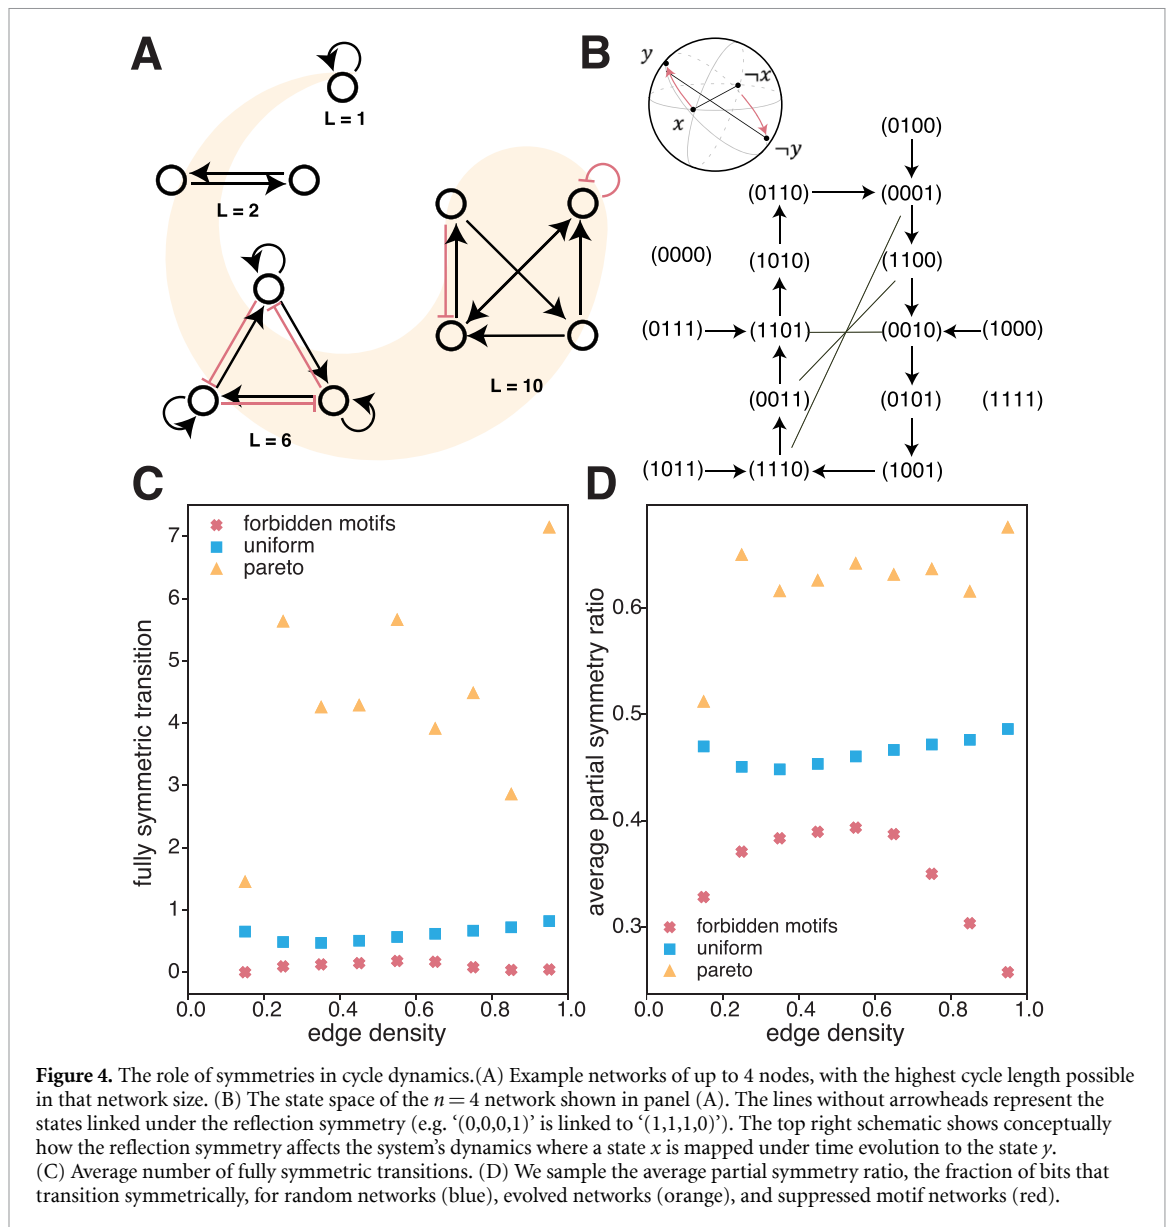 A
L = 1
L = 2
L = 6
L = 10
B
y
¬x
x
¬y
(0100)
(0110)
(0001)
(0000)
(1010)
(1100)
(0111)
(1101)
(0010)
(1000)
(0011)
(0101)
(1111)
(1011)
(1110)
(1001)
C
forbidden motifs
uniform
pareto
fully symmetric transition
7
6
5
4
3
2
1
0
0.0
0.2
0.4
0.6
0.8
1.0
edge density
D
average partial symmetry ratio
0.6
0.5
0.4
0.3
forbidden motifs
uniform
pareto
0.0
0.2
0.4
0.6
0.8
1.0
edge density
Figure 4. The role of symmetries in cycle dynamics.(A) Example networks of up to 4 nodes, with the highest cycle length possible
in that network size. (B) The state space of the n = 4 network shown in panel (A). The lines without arrowheads represent the
states linked under the reflection symmetry (e.g. ‘(0,0,0,1)’ is linked to ‘(1,1,1,0)’). The top right schematic shows conceptually
how the reflection symmetry affects the system’s dynamics where a state x is mapped under time evolution to the state y.
(C) Average number of fully symmetric transitions. (D) We sample the average partial symmetry ratio, the fraction of bits that
transition symmetrically, for random networks (blue), evolved networks (orange), and suppressed motif networks (red).